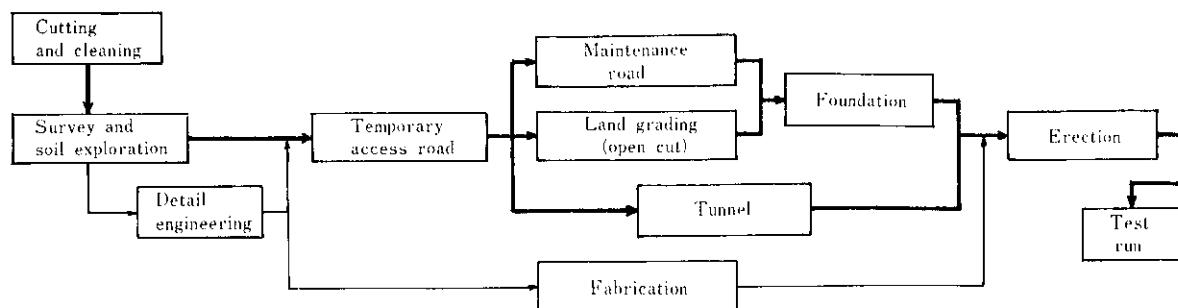 Cutting
and cleaning
Survey and
soil exploration
Detail
engineering
Temporary
access road
Maintenance
road
Land grading
(open cut)
Tunnel
Fabrication
Foundation
Erection
Test
run